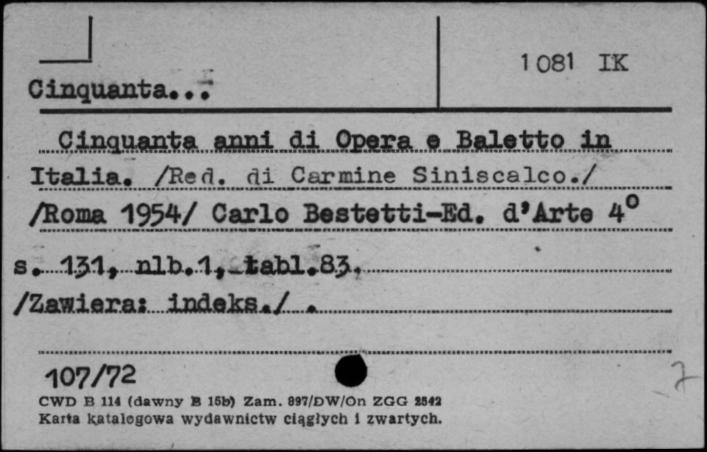 1081 IK
Cinquanta...
Cinquanta anni di Opera e Baletto in
Italia. /Red. di Carmine Siniscalco./
/Roma 1954/ Carlo Bestetti-Ed. d'Arte 4°
s. 131, nlb.1, tabl.83.
/Zawiera: indeks./ .
107/72
CWD B 114 (dawny B 15b) Zam. 897/DW/On ZGG 2542
Karta katalogowa wydawnictw ciągłych i zwartych.